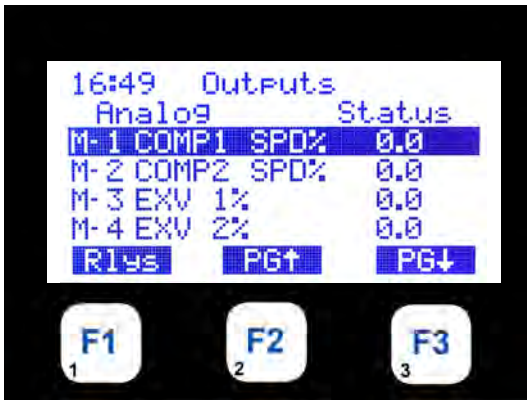 16:49 Outputs
Analog Status
M-1 COMP1 SPD% 0.0
M-2 COMP2 SPD% 0.0
M-3 EXV 1% 0.0
M-4 EXV 2% 0.0
Rlys PG↑ PG↓
F1 F2 F3
1 2 3